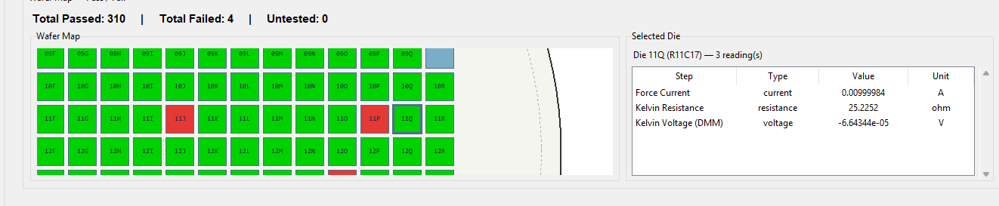 Total Passed: 310 | Total Failed: 4 | Untested: 0
Wafer Map
09F 09G 09H 09I 09J 09K 09L 09M 09N 09O 09P 09Q
10F 10G 10H 10I 10J 10K 10L 10M 10N 10O 10P 10Q 10R
11F 11G 11H 11I 11J 11K 11L 11M 11N 11O 11P 11Q 11R
12F 12G 12H 12I 12J 12K 12L 12M 12N 12O 12P 12Q 12R
Selected Die
Die 11Q (R11C17) — 3 reading(s)
Step Type Value Unit
Force Current current 0.00999984 A
Kelvin Resistance resistance 25.2252 ohm
Kelvin Voltage (DMM) voltage -6.64344e-05 V